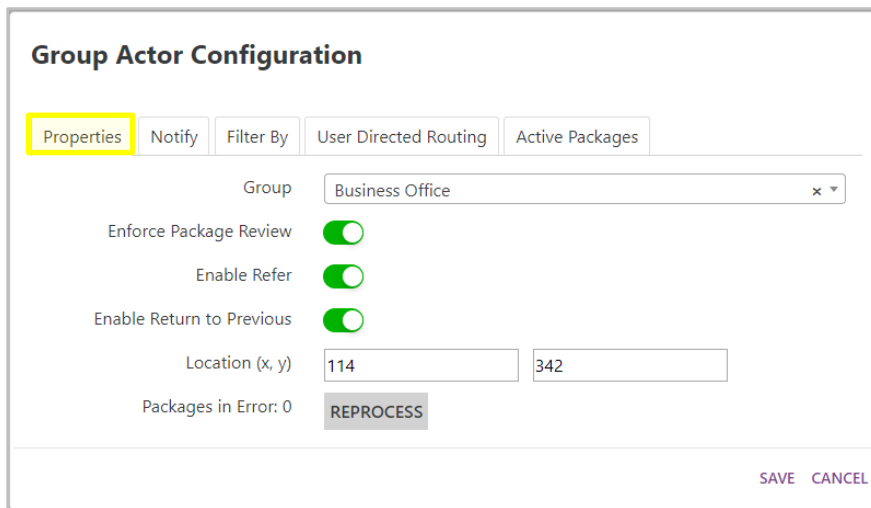 Group Actor Configuration
Properties Notify Filter By User Directed Routing Active Packages
Group Business Office × ▼
Enforce Package Review
Enable Refer
Enable Return to Previous
Location (x, y) 114 342
Packages in Error: 0 REPROCESS
SAVE CANCEL